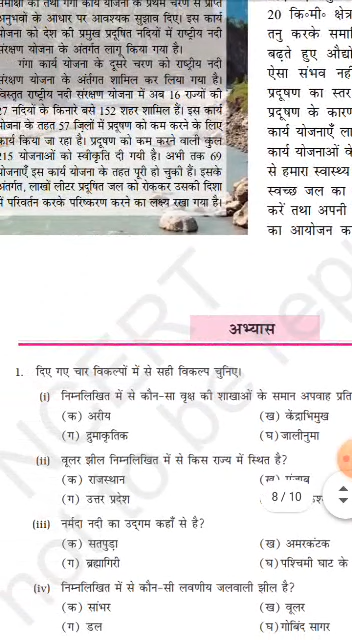 समीक्षा की तथा गंगा कार्य योजना के प्रथम चरण से प्राप्त
अनुभवों के आधार पर आवश्यक सुझाव दिए। इस कार्य
योजना को देश की प्रमुख प्रदूषित नदियों में राष्ट्रीय नदी
संरक्षण योजना के अंतर्गत लागू किया गया है।
गंगा कार्य योजना के दूसरे चरण को राष्ट्रीय नदी
संरक्षण योजना के अंर्तगत शामिल कर लिया गया है।
विस्तृत राष्ट्रीय नदी संरक्षण योजना में अब 16 राज्यों की
27 नदियों के किनारे बसे 152 शहर शामिल हैं। इस कार्य
योजना के तहत 57 जिलों में प्रदूषण को कम करने के लिए
कार्य किया जा रहा है। प्रदूषण को कम करने वाली कुल
215 योजनाओं को स्वीकृति दी गयी है। अभी तक 69
योजनाएँ इस कार्य योजना के तहत पूरी हो चुकी हैं। इसके
अंतर्गत, लाखों लीटर प्रदूषित जल को रोककर उसकी दिशा
में परिवर्तन करके परिष्करण करने का लक्ष्य रखा गया है।
20 कि॰मी॰ क्षेत्र
तनु करके समा
बढ़ते हुए औद्यो
ऐसा संभव नहीं
प्रदूषण का स्तर
प्रदूषण के कारण
कार्य योजनाएँ ला
कार्य योजनाओं के
से हमारा स्वास्थ्य
स्वच्छ जल का
करें तथा अपनी
का आयोजन क
अभ्यास
1. दिए गए चार विकल्पों में से सही विकल्प चुनिए।
(i) निम्नलिखित में से कौन-सा वृक्ष की शाखाओं के समान अपवाह प्रति
(क) अरीय (ख) केंद्राभिमुख
(ग) द्रुमाकृतिक (घ) जालीनुमा
(ii) वूलर झील निम्नलिखित में से किस राज्य में स्थित है?
(क) राजस्थान (ख) पंजाब
(ग) उत्तर प्रदेश
8 / 10
(iii) नर्मदा नदी का उद्गम कहाँ से है?
(क) सतपुड़ा (ख) अमरकंटक
(ग) ब्रह्मागिरी (घ) पश्चिमी घाट के
(iv) निम्नलिखित में से कौन-सी लवणीय जलवाली झील है?
(क) सांभर (ख) वूलर
(ग) डल (घ) गोबिंद सागर